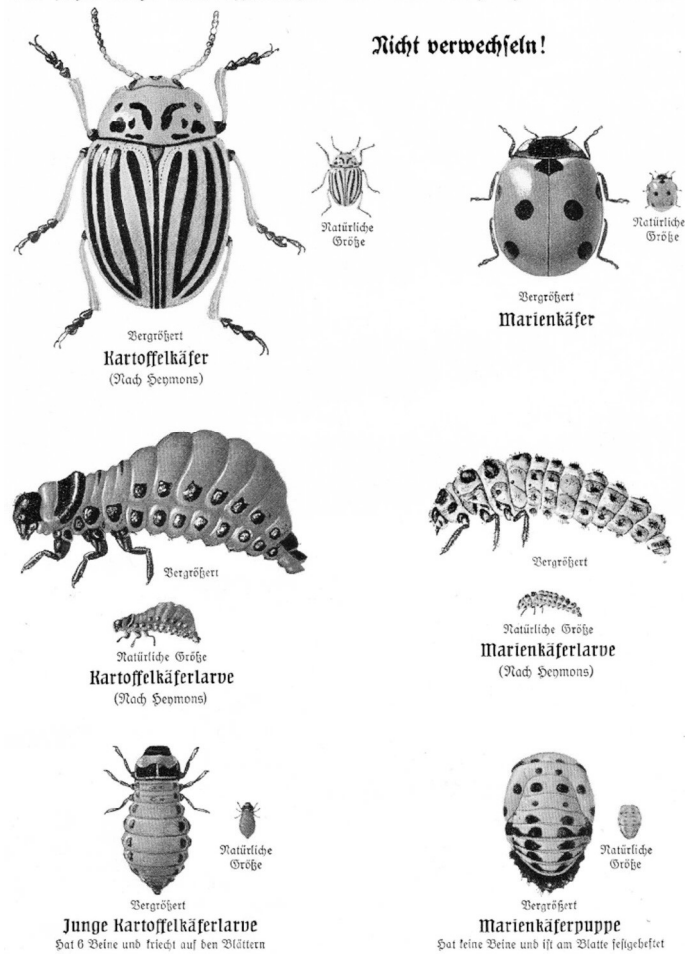 Nicht verwechseln!
Natürliche
Größe
Natürliche
Größe
Vergrößert
Kartoffelkäfer
(Nach Heymons)
Vergrößert
Marienkäfer
Vergrößert
Natürliche Größe
Kartoffelkäferlarve
(Nach Heymons)
Vergrößert
Natürliche Größe
Marienkäferlarve
(Nach Heymons)
Natürliche
Größe
Vergrößert
Junge Kartoffelkäferlarve
Hat 6 Beine und kriecht auf den Blättern
Natürliche
Größe
Vergrößert
Marienkäferpuppe
Hat keine Beine und ist am Blatte festgeheftet